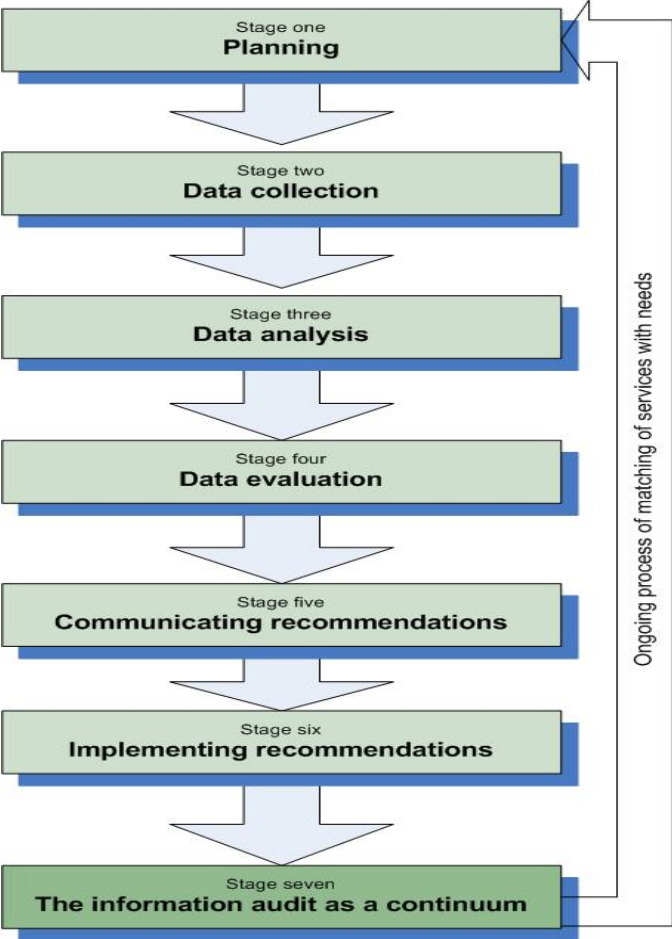 Stage one
Planning
Stage two
Data collection
Stage three
Data analysis
Stage four
Data evaluation
Stage five
Communicating recommendations
Stage six
Implementing recommendations
Stage seven
The information audit as a continuum
Ongoing process of matching of services with needs